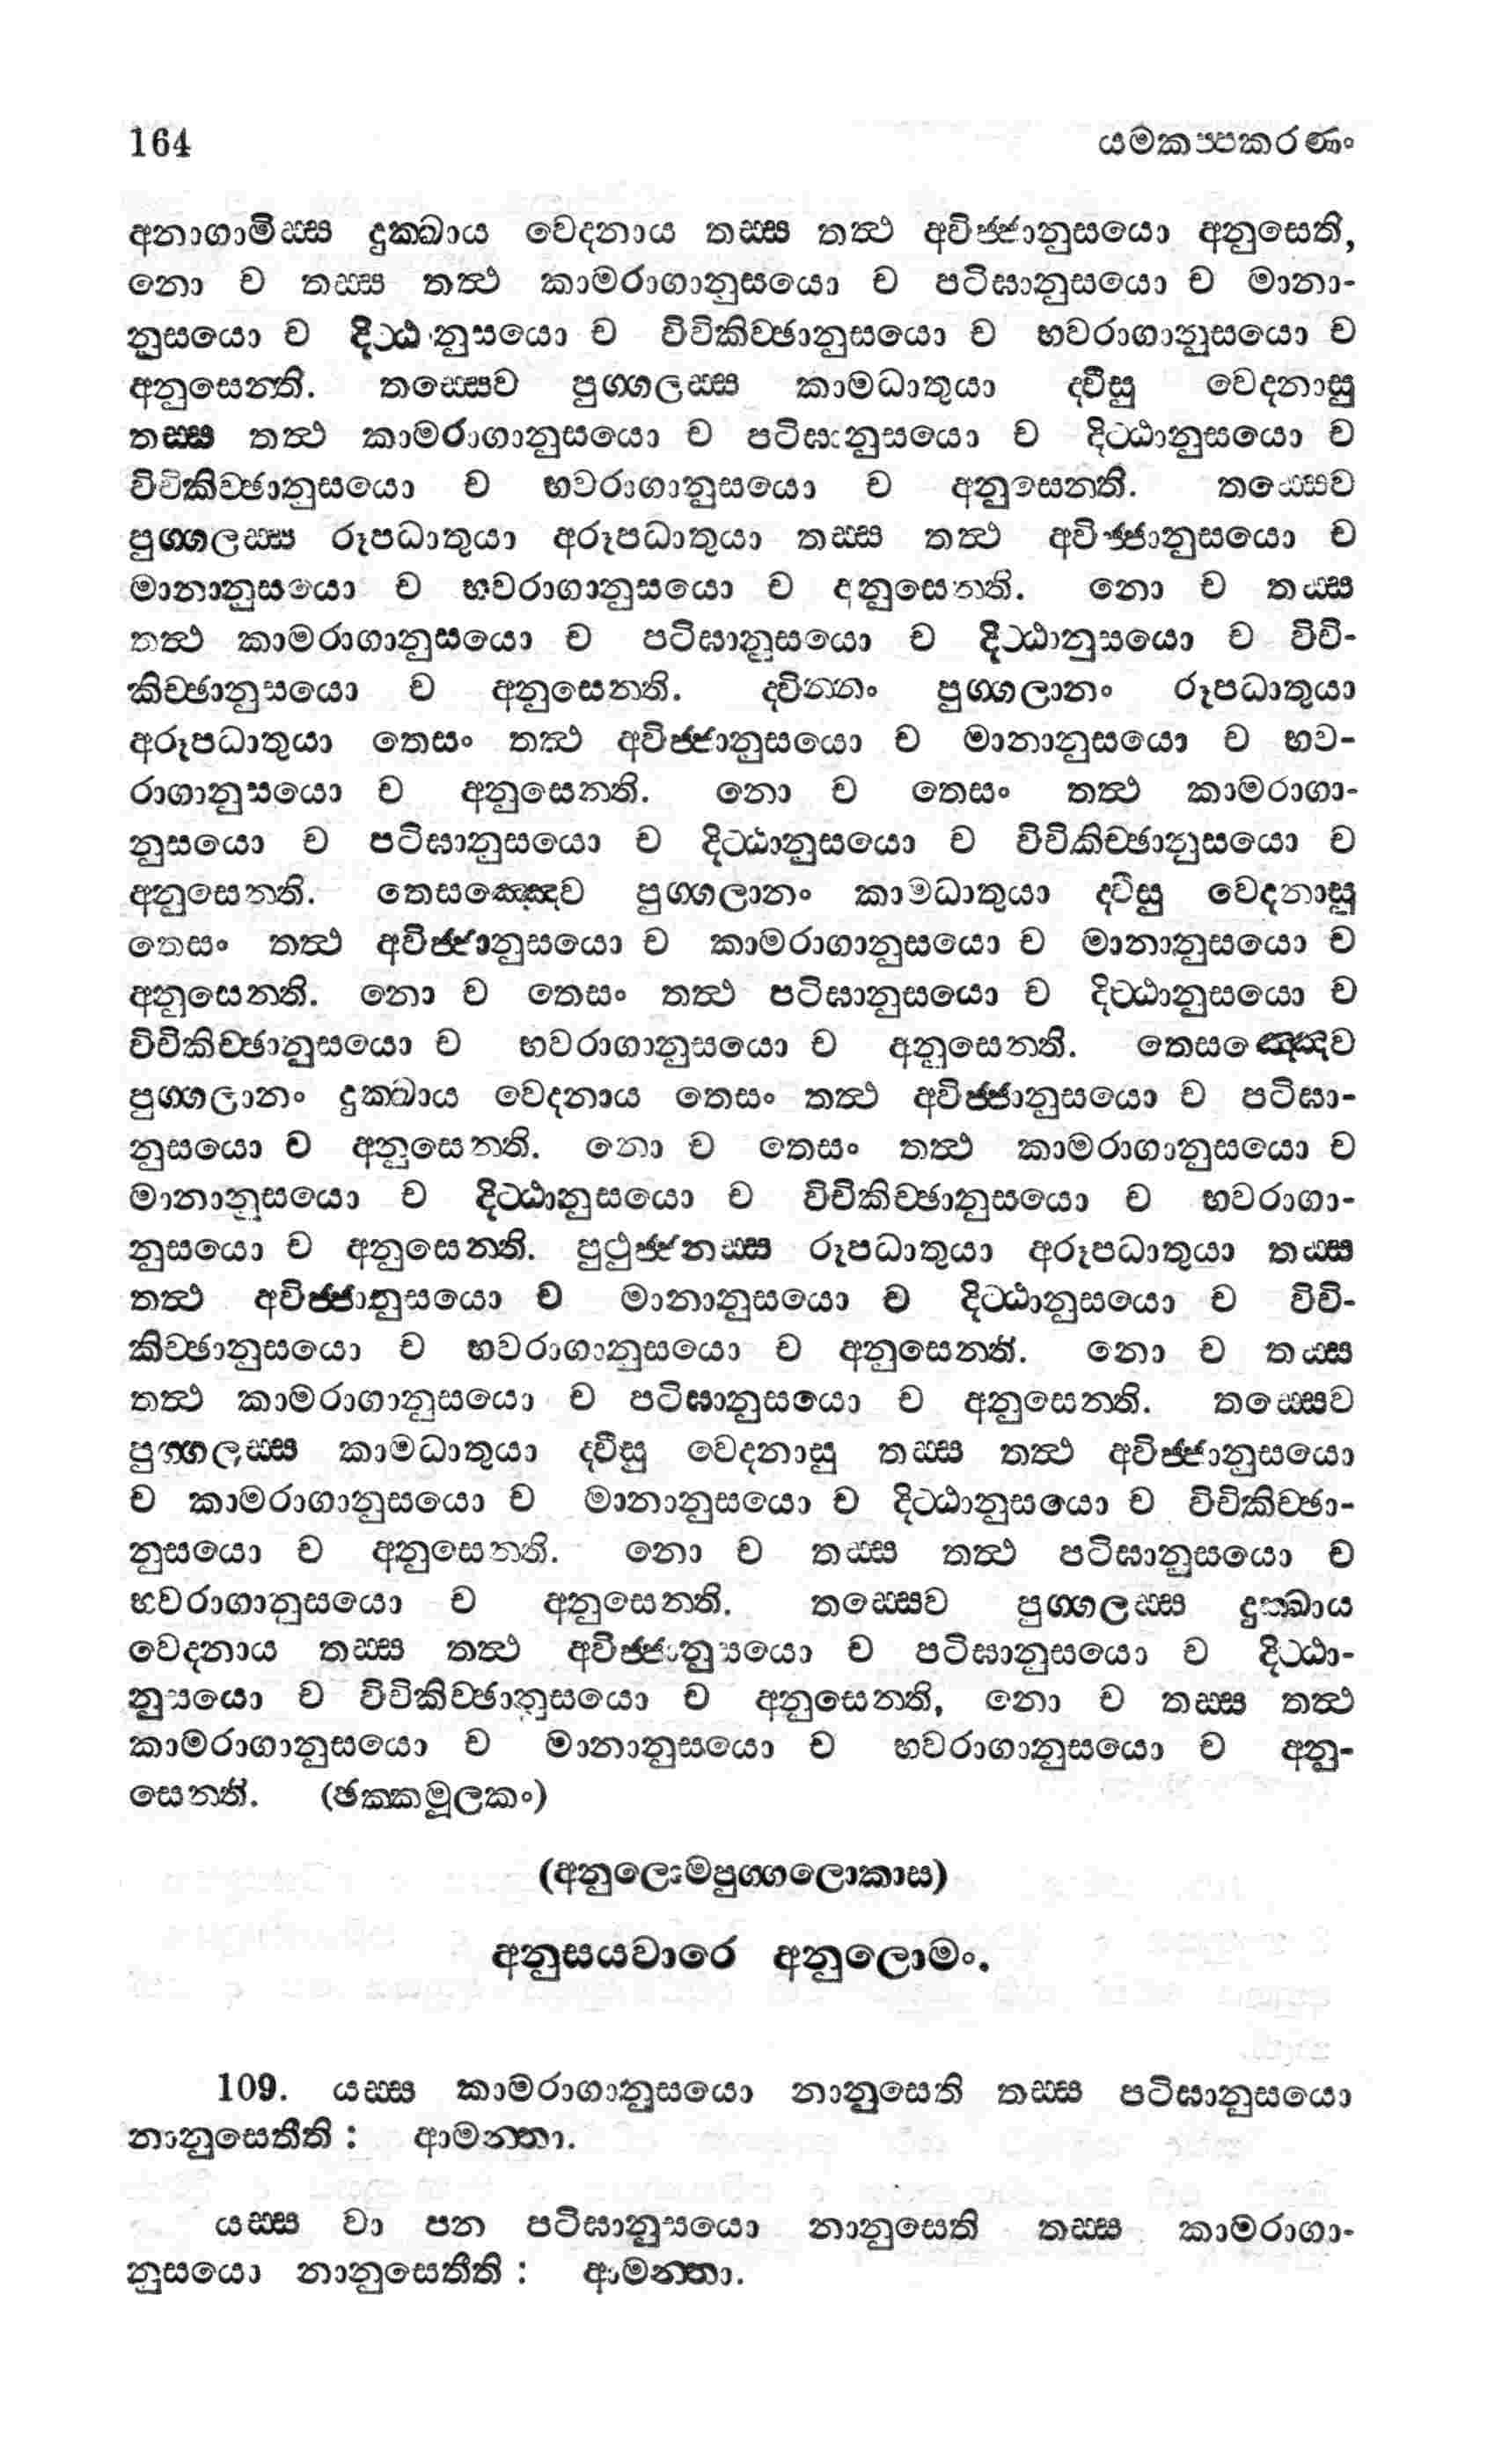 164 යමකප්පකරණං
අනාගාමිස්ස දුක්ඛාය වෙදනාය තස්ස තත්ථ අවිජ්ජානුසයො අනුසෙති,
නො ච තස්ස තත්ථ කාමරාගානුසයො ච පටිඝානුසයො ච මානා-
නුසයො ච දිට්ඨානුසයො ච විචිකිච්ඡානුසයො ච භවරාගානුසයො ච
අනුසෙන්ති. තස්සෙව පුග්ගලස්ස කාමධාතුයා ද්වීසු වෙදනාසු
තස්ස තත්ථ කාමරාගානුසයො ච පටිඝානුසයො ච දිට්ඨානුසයො ච
විචිකිච්ඡානුසයො ච භවරාගානුසයො ච අනුසෙන්ති. තස්සෙව
පුග්ගලස්ස රූපධාතුයා අරූපධාතුයා තස්ස තත්ථ අවිජ්ජානුසයො ච
මානානුසයො ච භවරාගානුසයො ච අනුසෙන්ති. නො ච තස්ස
තත්ථ කාමරාගානුසයො ච පටිඝානුසයො ච දිට්ඨානුසයො ච විචි-
කිච්ඡානුසයො ච අනුසෙන්ති. ද්වින්නං පුග්ගලානං රූපධාතුයා
අරූපධාතුයා තෙසං තත්ථ අවිජ්ජානුසයො ච මානානුසයො ච භව-
රාගානුසයො ච අනුසෙන්ති. නො ච තෙසං තත්ථ කාමරාගා-
නුසයො ච පටිඝානුසයො ච දිට්ඨානුසයො ච විචිකිච්ඡානුසයො ච
අනුසෙන්ති. තෙසඤ්ඤෙව පුග්ගලානං කාමධාතුයා ද්වීසු වෙදනාසු
තෙසං තත්ථ අවිජ්ජානුසයො ච කාමරාගානුසයො ච මානානුසයො ච
අනුසෙන්ති. නො ච තෙසං තත්ථ පටිඝානුසයො ච දිට්ඨානුසයො ච
විචිකිච්ඡානුසයො ච භවරාගානුසයො ච අනුසෙන්ති. තෙසඤ්ඤෙව
පුග්ගලානං දුක්ඛාය වෙදනාය තෙසං තත්ථ අවිජ්ජානුසයො ච පටිඝා-
නුසයො ච අනුසෙන්ති. නො ච තෙසං තත්ථ කාමරාගානුසයො ච
මානානුසයො ච දිට්ඨානුසයො ච විචිකිච්ඡානුසයො ච භවරාගා-
නුසයො ච අනුසෙන්ති. පුථුජ්ජනස්ස රූපධාතුයා අරූපධාතුයා තස්ස
තත්ථ අවිජ්ජානුසයො ච මානානුසයො ච දිට්ඨානුසයො ච විචි-
කිච්ඡානුසයො ච භවරාගානුසයො ච අනුසෙන්ති. නො ච තස්ස
තත්ථ කාමරාගානුසයො ච පටිඝානුසයො ච අනුසෙන්ති. තස්සෙව
පුග්ගලස්ස කාමධාතුයා ද්වීසු වෙදනාසු තස්ස තත්ථ අවිජ්ජානුසයො
ච කාමරාගානුසයො ච මානානුසයො ච දිට්ඨානුසයො ච විචිකිච්ඡා-
නුසයො ච අනුසෙන්ති. නො ච තස්ස තත්ථ පටිඝානුසයො ච
භවරාගානුසයො ච අනුසෙන්ති. තස්සෙව පුග්ගලස්ස දුක්ඛාය
වෙදනාය තස්ස තත්ථ අවිජ්ජානුසයො ච පටිඝානුසයො ච දිට්ඨා-
නුසයො ච විචිකිච්ඡානුසයො ච අනුසෙන්ති, නො ච තස්ස තත්ථ
කාමරාගානුසයො ච මානානුසයො ච භවරාගානුසයො ච අනු-
සෙන්ති. (ඡක්කමූලකං)
(අනුලොමපුග්ගලොකාස)
අනුසයවාරෙ අනුලොමං.
109. යස්ස කාමරාගානුසයො නානුසෙති තස්ස පටිඝානුසයො
නානුසෙතීති : ආමන්තා.
යස්ස වා පන පටිඝානුසයො නානුසෙති තස්ස කාමරාගා-
නුසයො නානුසෙතීති : ආමන්තා.